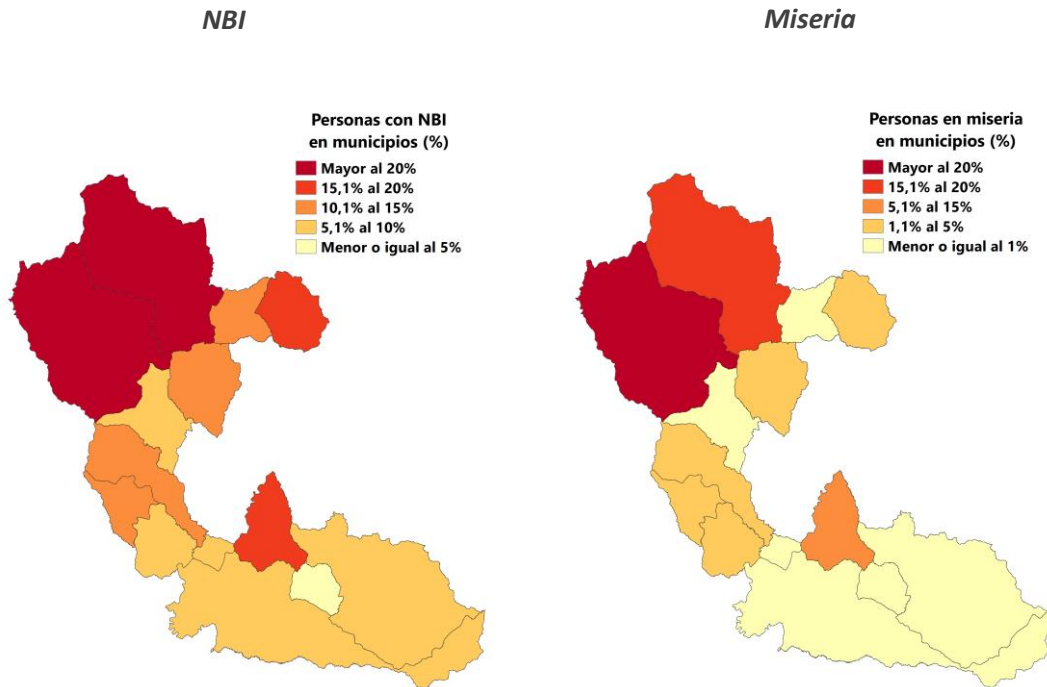 NBI
Personas con NBI
en municipios (%)
Mayor al 20%
15,1% al 20%
10,1% al 15%
5,1% al 10%
Menor o igual al 5%
Miseria
Personas en miseria
en municipios (%)
Mayor al 20%
15,1% al 20%
5,1% al 15%
1,1% al 5%
Menor o igual al 1%